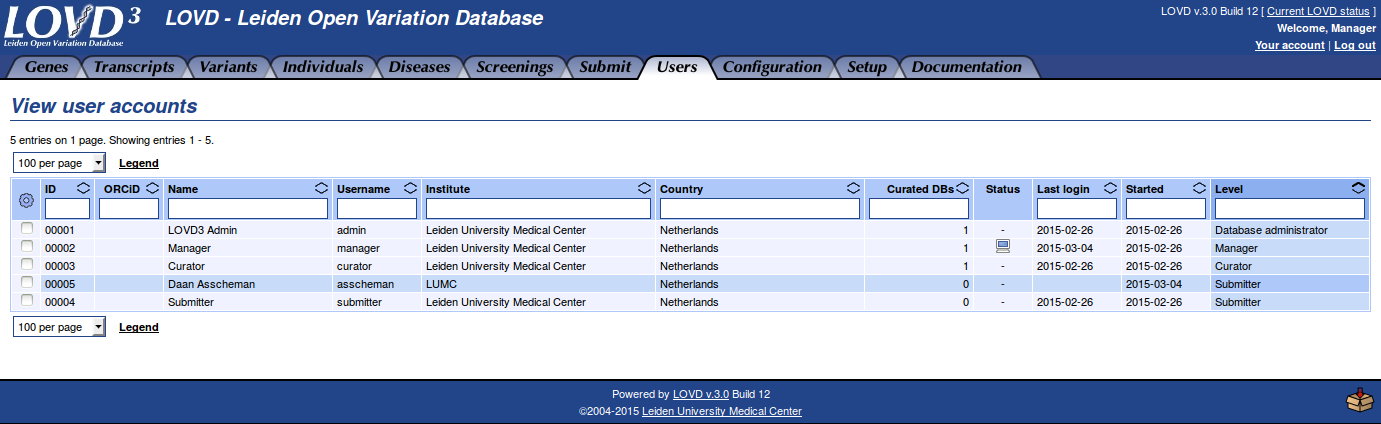 LOVD 3
Leiden Open Variation Database
LOVD - Leiden Open Variation Database
LOVD v.3.0 Build 12 [ Current LOVD status ]
Welcome, Manager
Your account | Log out
Genes Transcripts Variants Individuals Diseases Screenings Submit Users Configuration Setup Documentation
View user accounts
5 entries on 1 page. Showing entries 1 - 5.
100 per page Legend
ID ORCiD Name Username Institute Country Curated DBs Status Last login Started Level
00001 LOVD3 Admin admin Leiden University Medical Center Netherlands 1 - 2015-02-26 2015-02-26 Database administrator
00002 Manager manager Leiden University Medical Center Netherlands 1 2015-03-04 2015-02-26 Manager
00003 Curator curator Leiden University Medical Center Netherlands 1 - 2015-02-26 2015-02-26 Curator
00005 Daan Asscheman asscheman LUMC Netherlands 0 - 2015-03-04 Submitter
00004 Submitter submitter Leiden University Medical Center Netherlands 0 - 2015-02-26 2015-02-26 Submitter
100 per page Legend
Powered by LOVD v.3.0 Build 12
©2004-2015 Leiden University Medical Center